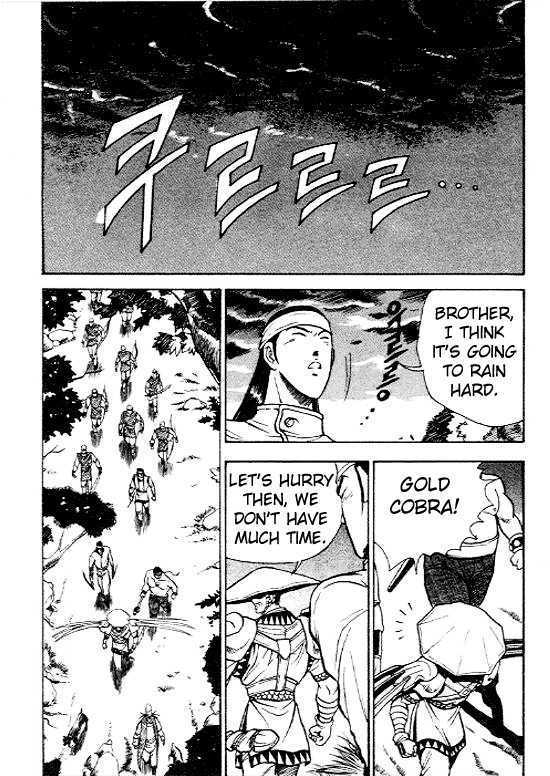 쿠르르르...
BROTHER,
I THINK
IT'S GOING
TO RAIN
HARD.
GOLD
COBRA!
LET'S HURRY
THEN, WE
DON'T HAVE
MUCH TIME.